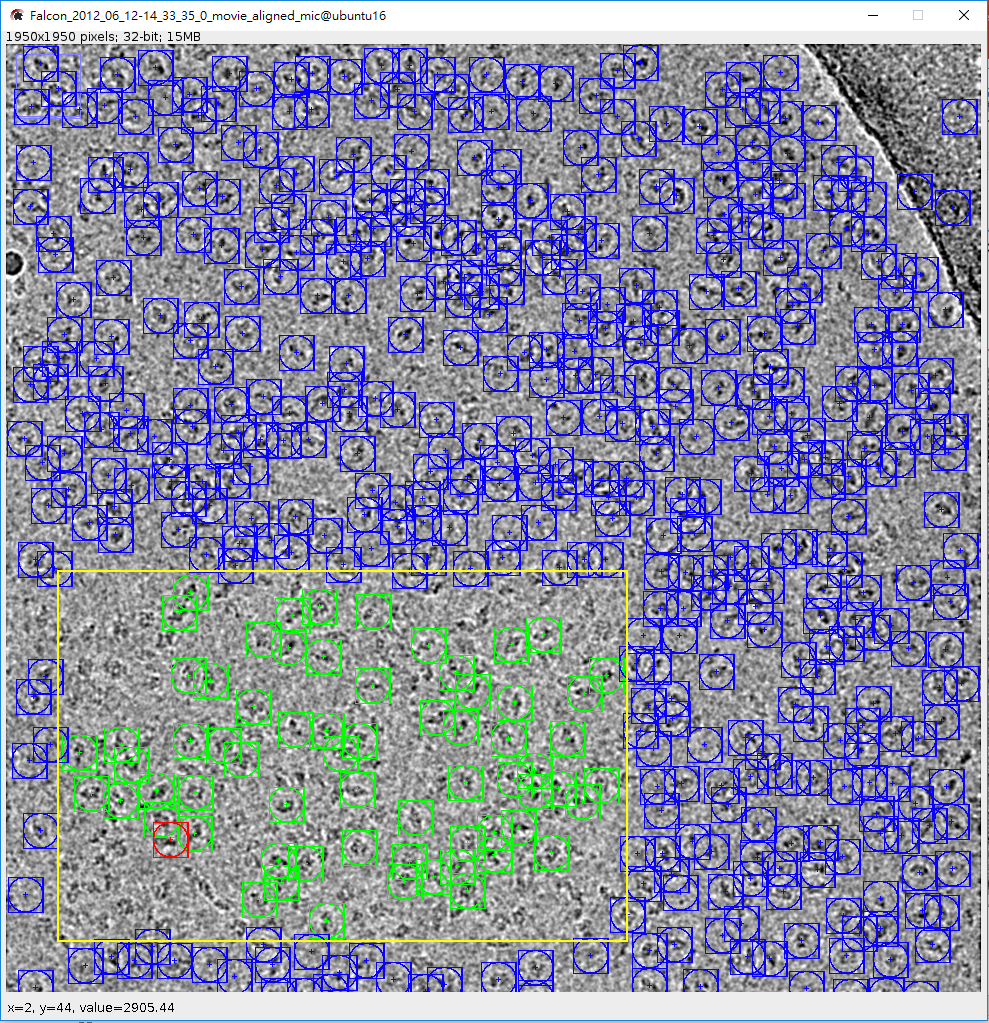 Falcon_2012_06_12-14_33_35_0_movie_aligned_mic@ubuntu16
1950x1950 pixels; 32-bit; 15MB
x=2, y=44, value=2905.44